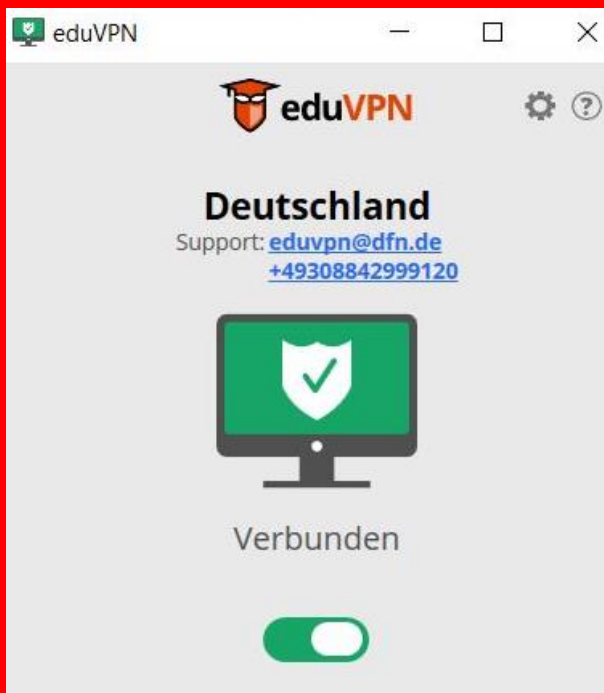 eduVPN
eduVPN
Deutschland
Support: eduvpn@dfn.de
+49308842999120
Verbunden